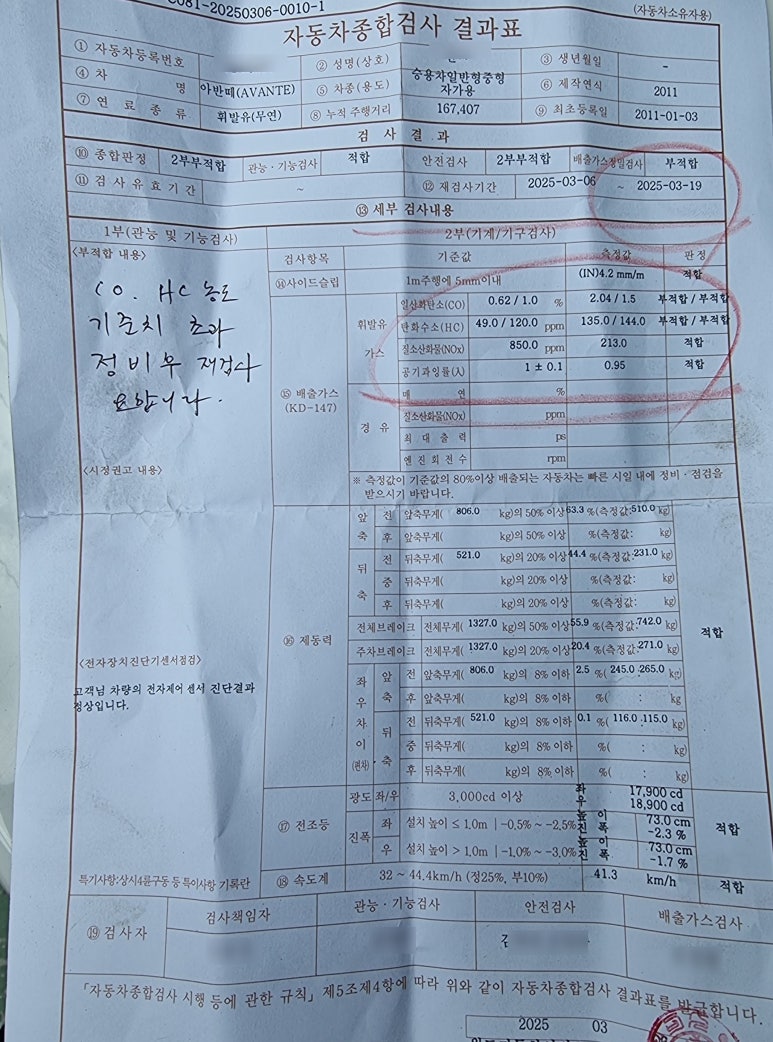 C081-20250306-0010-1
(자동차소유자용)
자동차종합검사 결과표
① 자동차등록번호 ② 성명(상호) ③ 생년월일 -
④ 차 명 아반떼(AVANTE) ⑤ 차종(용도) 승용차일반형중형 자가용 ⑥ 제작연식 2011
⑦ 연료종류 휘발유(무연) ⑧ 누적 주행거리 167,407 ⑨ 최초등록일 2011-01-03
검 사 결 과
⑩ 종합판정 2부부적합 관능·기능검사 적합 안전검사 2부부적합 배출가스정밀검사 부적합
⑪ 검사유효기간 ~ ⑫ 재검사기간 2025-03-06 ~ 2025-03-19
⑬ 세부 검사내용
1부(관능 및 기능검사) 2부(기계/기구검사)
<부적합 내용>
CO. HC 농도
기준치 초과
정비후 재검사
요합니다.
<시정권고 내용>
<전자장치진단기센서점검>
고객님 차량의 전자제어 센서 진단결과
정상입니다.
특기사항:상시4륜구동 등 특이사항 기록란
검사항목 기준값 측정값 판정
⑭사이드슬립 1m주행에 5mm이내 (IN)4.2 mm/m 적합
⑮ 배출가스
(KD-147)
휘발유 가스
일산화탄소(CO) 0.62 / 1.0 % 2.04 / 1.5 부적합 / 부적합
탄화수소(HC) 49.0 / 120.0 ppm 135.0 / 144.0 부적합 / 부적합
질소산화물(NOx) 850.0 ppm 213.0 적합
공기과잉률(λ) 1 ± 0.1 0.95 적합
경유
매 연 %
질소산화물(NOx) ppm
최대출력 ps
엔진회전수 rpm
※ 측정값이 기준값의 80%이상 배출되는 자동차는 빠른 시일 내에 정비·점검을
받으시기 바랍니다.
⑯ 제동력
앞축 전 앞축무게( 806.0 kg)의 50% 이상 63.3 %(측정값:510.0 kg)
후 앞축무게( kg)의 50% 이상 %(측정값: kg)
뒤축 전 뒤축무게( 521.0 kg)의 20% 이상 44.4 %(측정값:231.0 kg)
중 뒤축무게( kg)의 20% 이상 %(측정값: kg)
후 뒤축무게( kg)의 20% 이상 %(측정값: kg)
전체브레이크 전체무게( 1327.0 kg)의 50% 이상 55.9 %(측정값:742.0 kg)
주차브레이크 전체무게( 1327.0 kg)의 20% 이상 20.4 %(측정값:271.0 kg)
적합
좌우차이(편차)
앞축 전 앞축무게( 806.0 kg)의 8% 이하 2.5 %( 245.0 :265.0 kg)
후 앞축무게( kg)의 8% 이하 %( : kg
뒤축 전 뒤축무게( 521.0 kg)의 8% 이하 0.1 %( 116.0 :115.0 kg)
중 뒤축무게( kg)의 8% 이하 %( : kg)
후 뒤축무게( kg)의 8% 이하 %( : kg)
⑰ 전조등
광도 좌/우 3,000cd 이상 좌 17,900 cd
우 18,900 cd
진폭 좌 설치 높이 ≤ 1.0m | -0.5% ~ -2.5% 높이 73.0 cm
진폭 -2.3 %
우 설치 높이 > 1.0m | -1.0% ~ -3.0% 높이 73.0 cm
진폭 -1.7 %
적합
⑱ 속도계 32 ~ 44.4km/h (정25%, 부10%) 41.3 km/h 적합
⑲ 검사자 검사책임자 관능·기능검사 안전검사 배출가스검사
「자동차종합검사 시행 등에 관한 규칙」 제5조제4항에 따라 위와 같이 자동차종합검사 결과표를 발급합니다.
2025 03